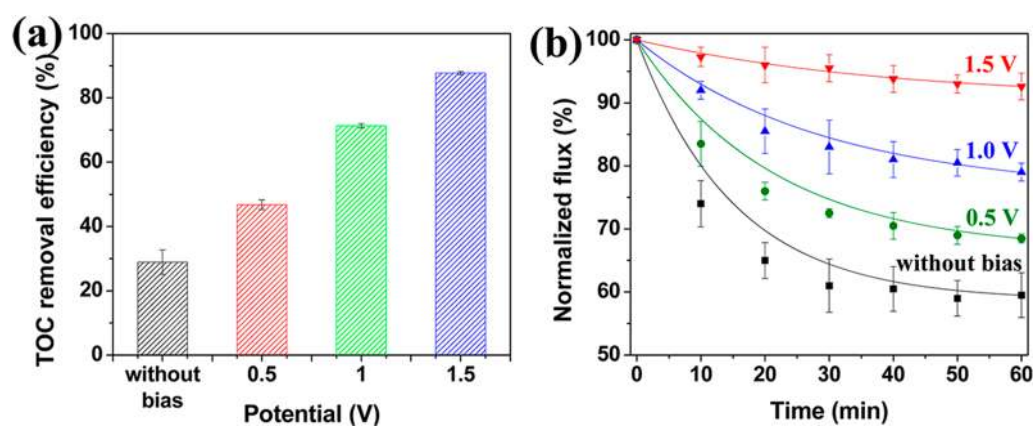 (a)
TOC removal efficiency (%)
100
80
60
40
20
0
without
bias
0.5
1
1.5
Potential (V)
(b)
Normalized flux (%)
100
90
80
70
60
50
1.5 V
1.0 V
0.5 V
without bias
0 10 20 30 40 50 60
Time (min)